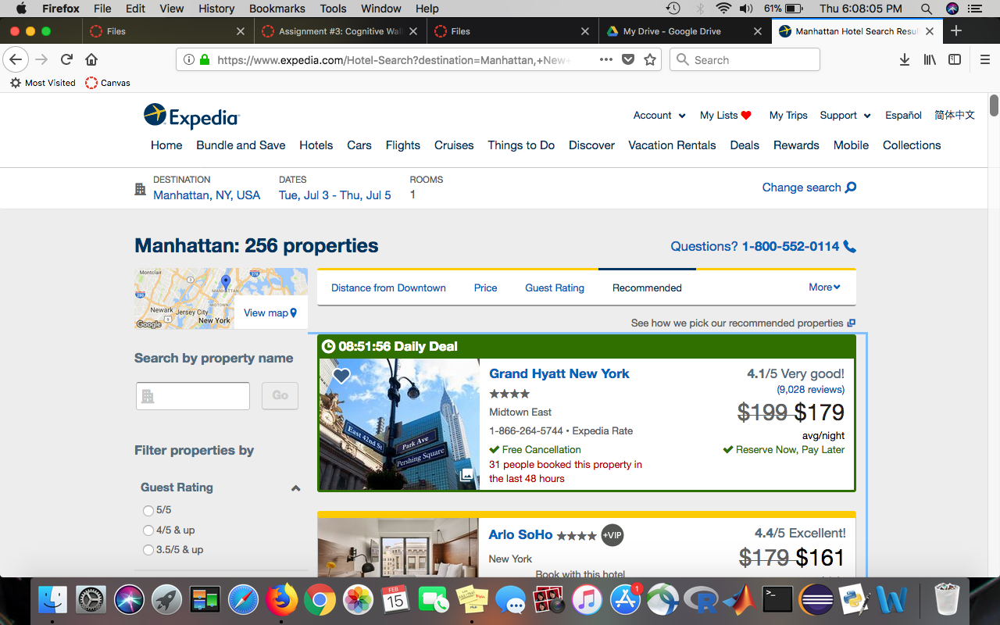 Firefox File Edit View History Bookmarks Tools Window Help 61% Thu 6:08:05 PM
Files Assignment #3: Cognitive Wal Files My Drive - Google Drive Manhattan Hotel Search Resul
https://www.expedia.com/Hotel-Search?destination=Manhattan,+New+ Search
Most Visited Canvas
Expedia
Account My Lists My Trips Support Español 简体中文
Home Bundle and Save Hotels Cars Flights Cruises Things to Do Discover Vacation Rentals Deals Rewards Mobile Collections
DESTINATION DATES ROOMS
Manhattan, NY, USA Tue, Jul 3 - Thu, Jul 5 1
Change search
Manhattan: 256 properties
Questions? 1-800-552-0114
Montclair
MANHATTAN
MIDTOWN
Newark Jersey City
New York
Google
View map
Distance from Downtown Price Guest Rating Recommended More
See how we pick our recommended properties
Search by property name
Go
Filter properties by
Guest Rating
5/5
4/5 & up
3.5/5 & up
08:51:56 Daily Deal
East 42nd St
Park Ave
Pershing Square
Grand Hyatt New York
Midtown East
1-866-264-5744 • Expedia Rate
Free Cancellation
31 people booked this property in
the last 48 hours
4.1/5 Very good!
(9,028 reviews)
$199 $179
avg/night
Reserve Now, Pay Later
Arlo SoHo +VIP
New York
Book with this hotel
4.4/5 Excellent!
$179 $161
FEB
15
1